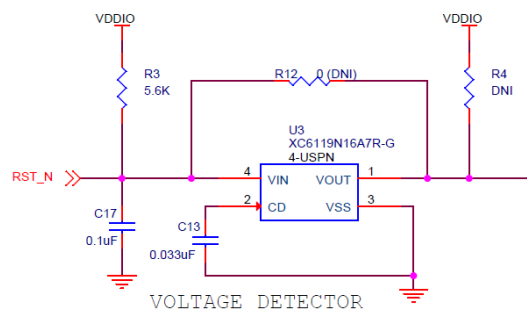 VDDIO
VDDIO
R3
5.6K
R12
0 (DNI)
R4
DNI
U3
XC6119N16A7R-G
4-USPN
RST_N
4
VIN
VOUT
1
2
CD
VSS
3
C17
0.1uF
C13
0.033uF
VOLTAGE DETECTOR